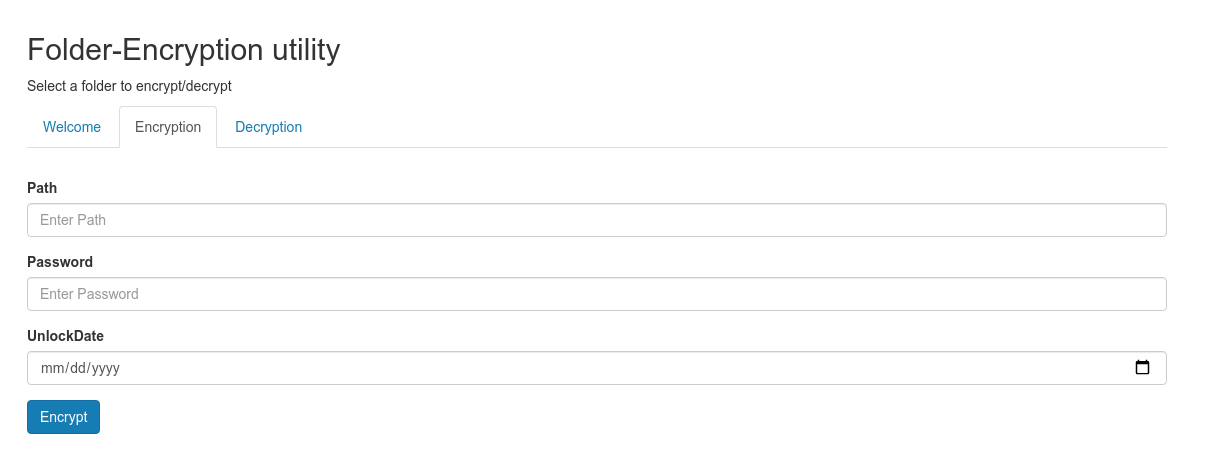 Folder-Encryption utility
Select a folder to encrypt/decrypt
Welcome Encryption Decryption
Path
Enter Path
Password
Enter Password
UnlockDate
mm/dd/yyyy
Encrypt